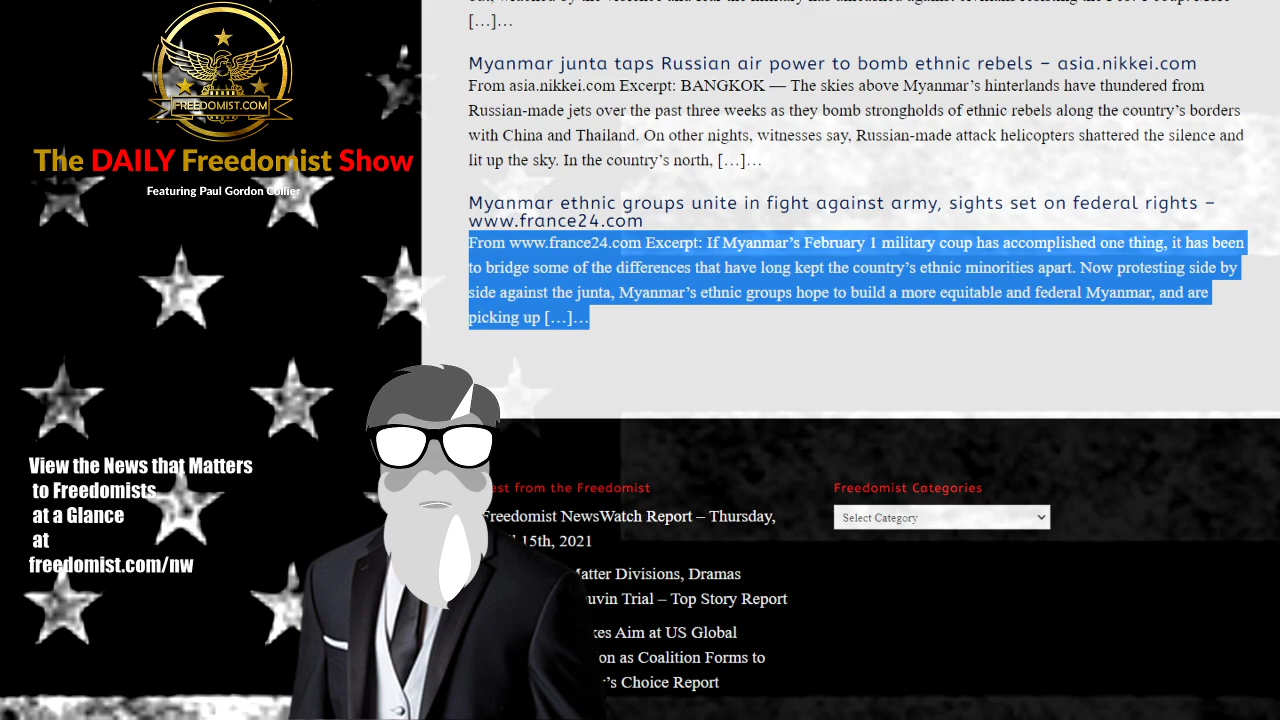 FREEDOMIST.COM
The DAILY Freedomist Show
Featuring Paul Gordon Collier
View the News that Matters
to Freedomists
at a Glance
at
freedomist.com/nw
[…]…
Myanmar junta taps Russian air power to bomb ethnic rebels – asia.nikkei.com
From asia.nikkei.com Excerpt: BANGKOK — The skies above Myanmar’s hinterlands have thundered from
Russian-made jets over the past three weeks as they bomb strongholds of ethnic rebels along the country’s borders
with China and Thailand. On other nights, witnesses say, Russian-made attack helicopters shattered the silence and
lit up the sky. In the country’s north, […]…
Myanmar ethnic groups unite in fight against army, sights set on federal rights –
www.france24.com
From www.france24.com Excerpt: If Myanmar’s February 1 military coup has accomplished one thing, it has been
to bridge some of the differences that have long kept the country’s ethnic minorities apart. Now protesting side by
side against the junta, Myanmar’s ethnic groups hope to build a more equitable and federal Myanmar, and are
picking up […]…
from the Freedomist
Freedomist NewsWatch Report – Thursday,
15th, 2021
Matter Divisions, Dramas
Trial – Top Story Report
Aim at US Global
as Coalition Forms to
Choice Report
Freedomist Categories
Select Category